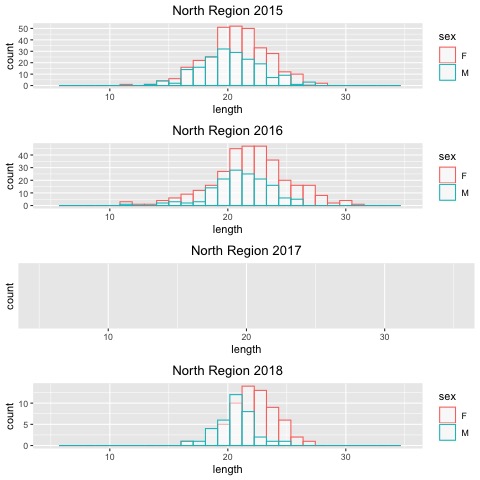 North Region 2015
count
50
40
30
20
10
0
10 20 30
length
sex
F
M
North Region 2016
count
40
30
20
10
0
10 20 30
length
sex
F
M
North Region 2017
count
10 20 30
length
North Region 2018
count
10
5
0
10 20 30
length
sex
F
M